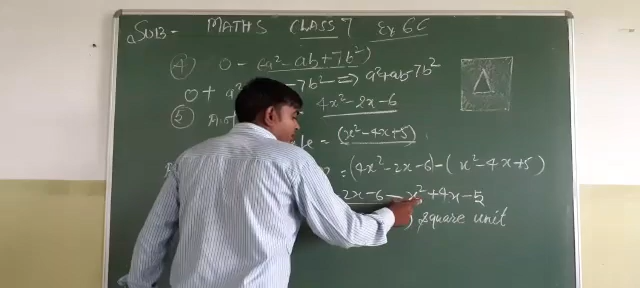 SUB- MATHS CLASS 7 Ex 6C
④ 0 - (a² - ab + 7b²)
0 + a² - 7b² ⇒ a² + ab - 7b²
⑤ 4x² - 2x - 6
= (x² - 4x + 5)
= (4x² - 2x - 6) - (x² - 4x + 5)
2x - 6 - x² + 4x - 5
) square unit